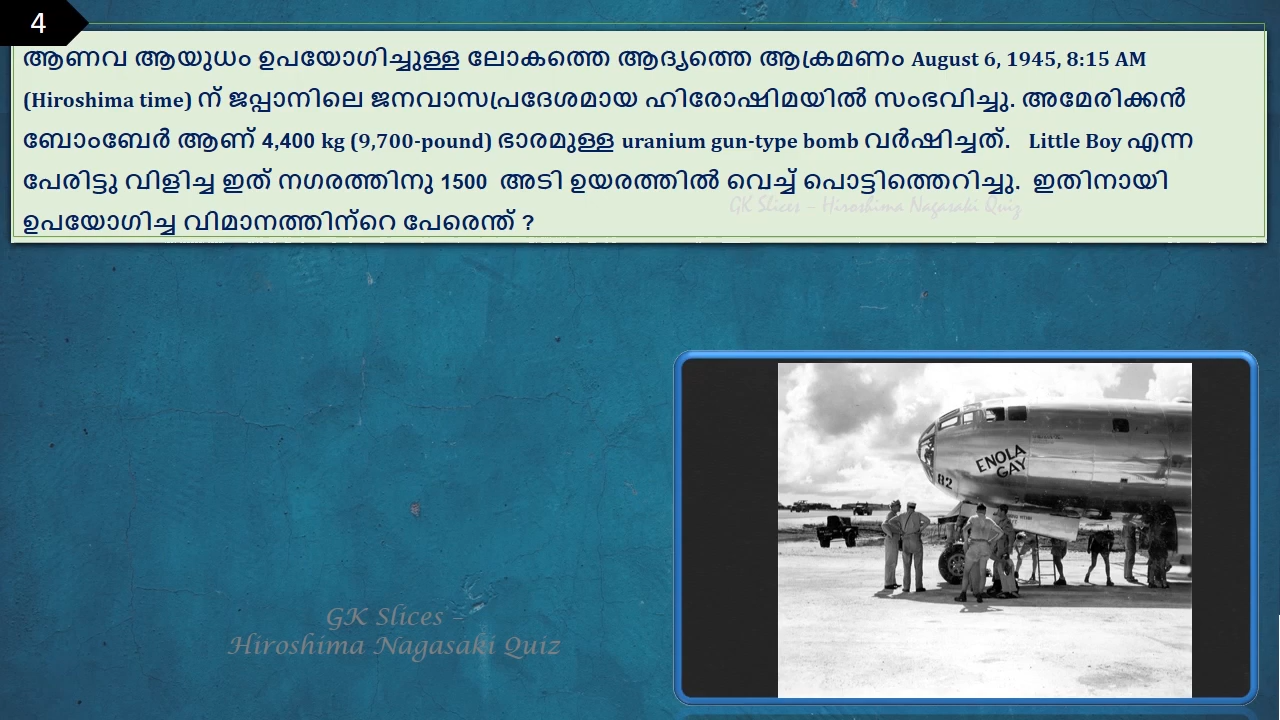 4
ആണവ ആയുധം ഉപയോഗിച്ചുള്ള ലോകത്തെ ആദ്യത്തെ ആക്രമണം August 6, 1945, 8:15 AM
(Hiroshima time) ന് ജപ്പാനിലെ ജനവാസപ്രദേശമായ ഹിരോഷിമയിൽ സംഭവിച്ചു. അമേരിക്കൻ
ബോംബേർ ആണ് 4,400 kg (9,700-pound) ഭാരമുള്ള uranium gun-type bomb വർഷിച്ചത്. Little Boy എന്ന
പേരിട്ടു വിളിച്ച ഇത് നഗരത്തിനു 1500 അടി ഉയരത്തിൽ വെച്ച് പൊട്ടിത്തെറിച്ചു. ഇതിനായി
GK Slices – Hiroshima Nagasaki Quiz
ഉപയോഗിച്ച വിമാനത്തിന്റെ പേരെന്ത് ?
ENOLA
GAY
82
GK Slices –
Hiroshima Nagasaki Quiz